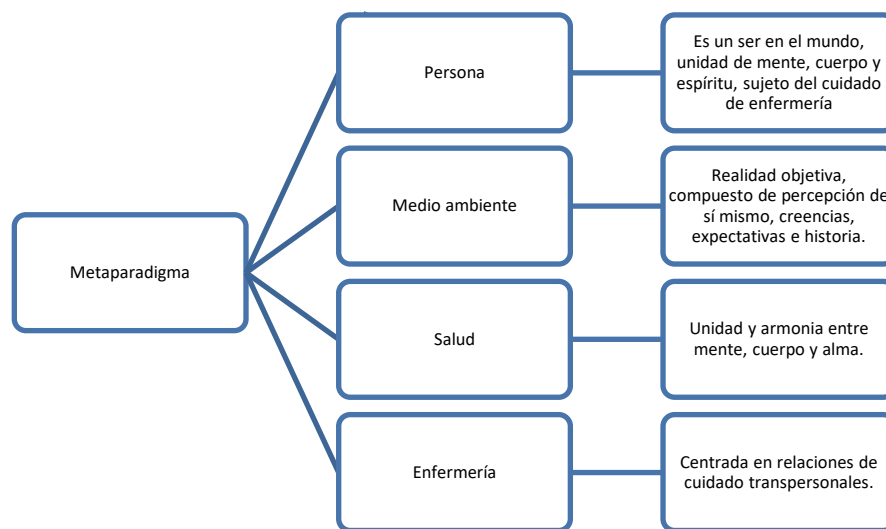 Metaparadigma
Persona
Es un ser en el mundo,
unidad de mente, cuerpo y
espíritu, sujeto del cuidado
de enfermería
Medio ambiente
Realidad objetiva,
compuesto de percepción de
sí mismo, creencias,
expectativas e historia.
Salud
Unidad y armonia entre
mente, cuerpo y alma.
Enfermería
Centrada en relaciones de
cuidado transpersonales.